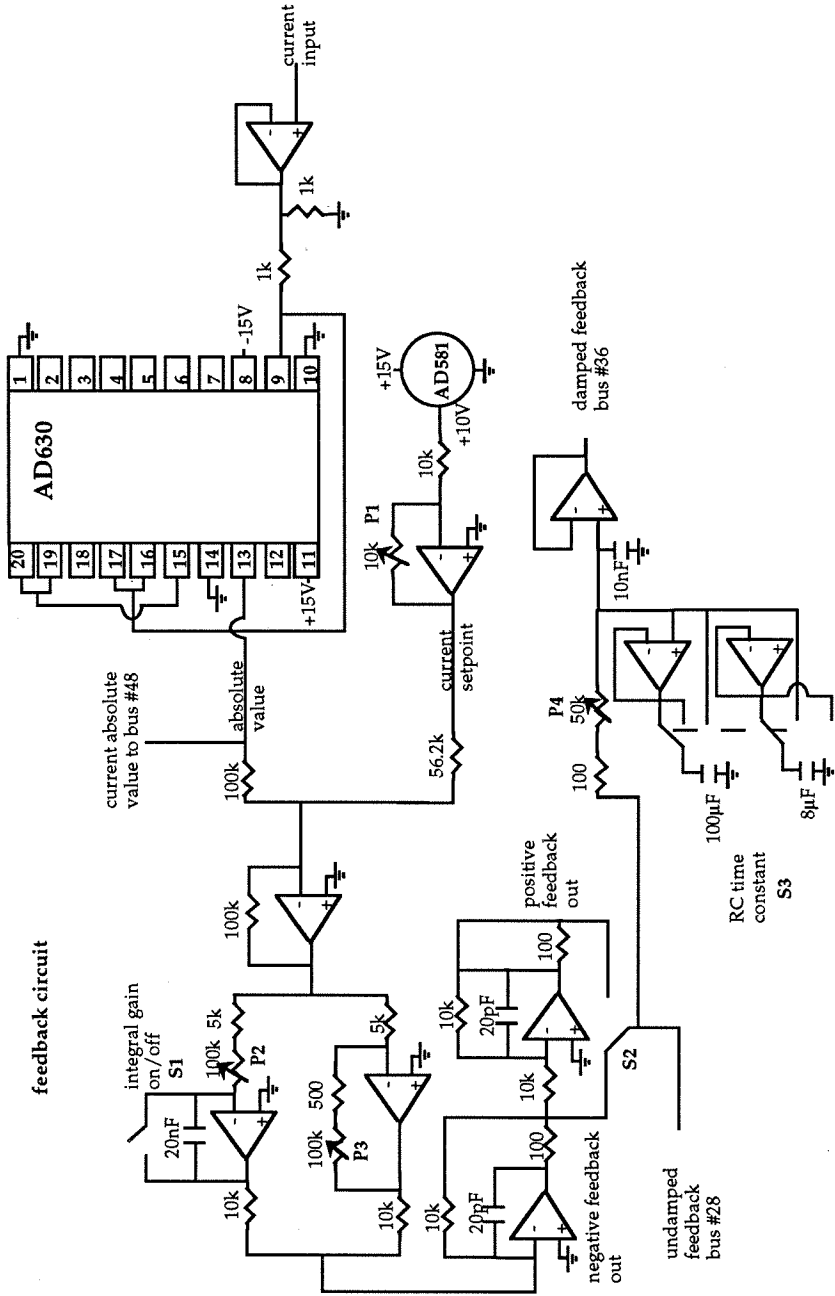 feedback circuit
integral gain
on/off
S1
20nF
100k
P2
5k
10k
500
100k
P3
5k
10k
100k
current absolute
value to bus #48
100k
absolute
value
AD630
20
19
18
17
16
15
14
13
12
11
1
2
3
4
5
6
7
8
9
10
+15V
-15V
1k
1k
current
input
56.2k
current
setpoint
P1
10k
10k
+10V
AD581
+15V
10k
20pF
100
negative feedback
out
10k
10k
20pF
100
positive
feedback
out
S2
undamped
feedback
bus #28
100
P4
50k
10nF
damped feedback
bus #36
100µF
8µF
RC time
constant
S3